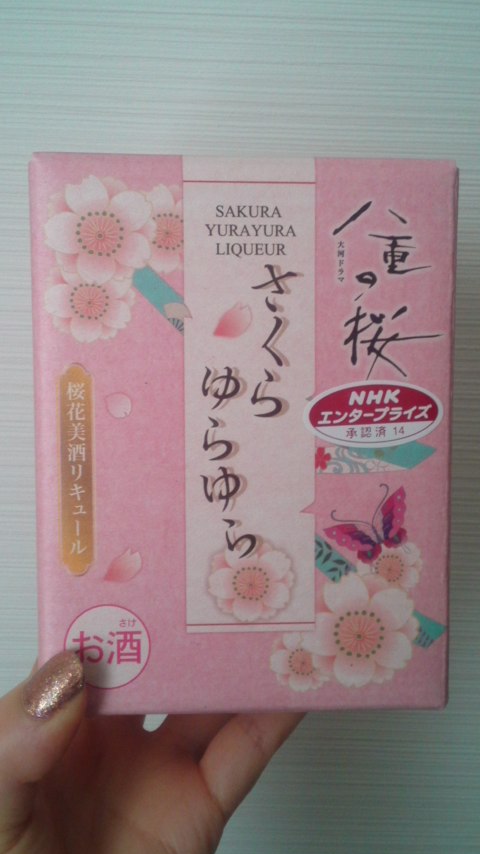 SAKURA
YURAYURA
LIQUEUR
さくら
ゆらゆら
八重の桜
大河ドラマ
NHK
エンタープライズ
承認済 14
桜花美酒リキュール
さけ
お酒